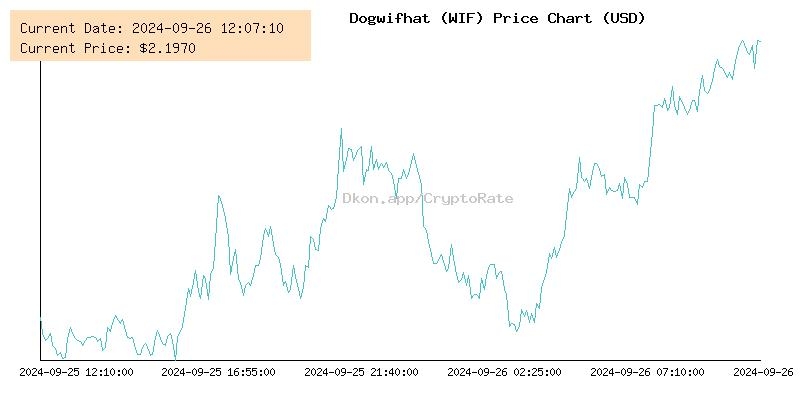 Dogwifhat (WIF) Price Chart (USD)
Current Date: 2024-09-26 12:07:10
Current Price: $2.1970
Dkon.app/CryptoRate
2024-09-25 12:10:00 2024-09-25 16:55:00 2024-09-25 21:40:00 2024-09-26 02:25:00 2024-09-26 07:10:00 2024-09-26